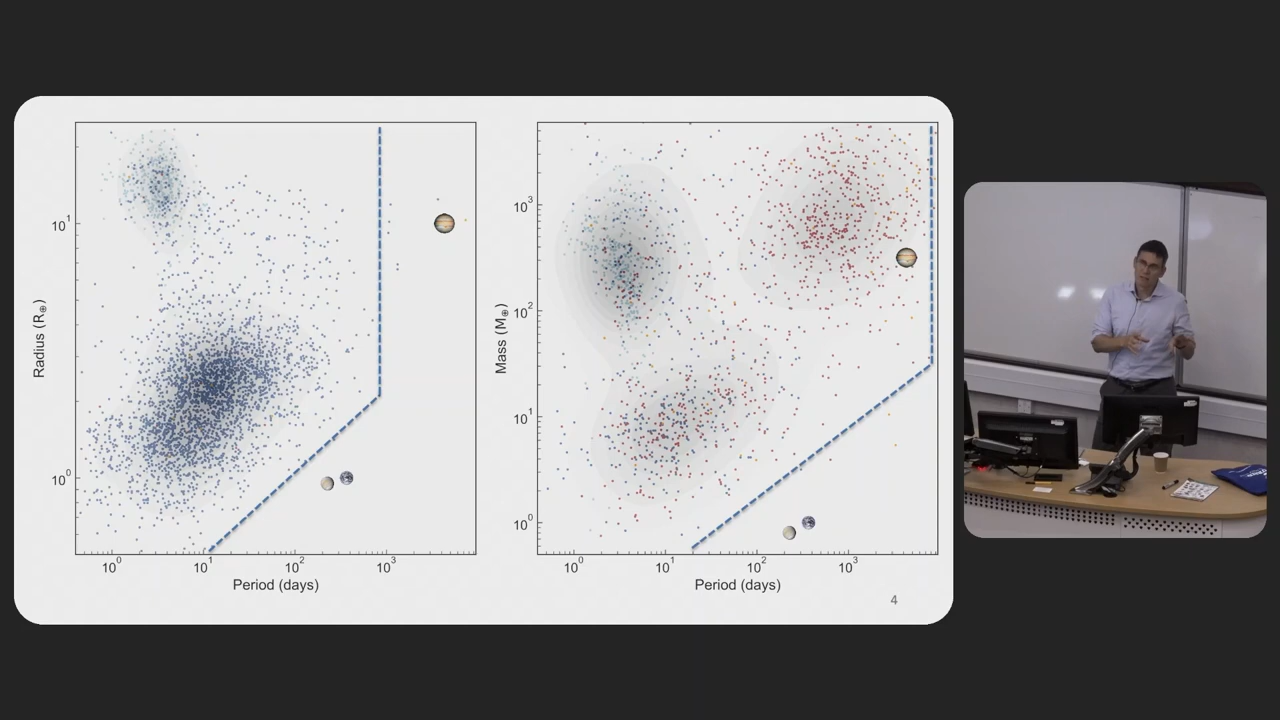 Radius (R⊕)
10^1
10^0
10^0 10^1 10^2 10^3
Period (days)
Mass (M⊕)
10^3
10^2
10^1
10^0
10^0 10^1 10^2 10^3
Period (days)
4